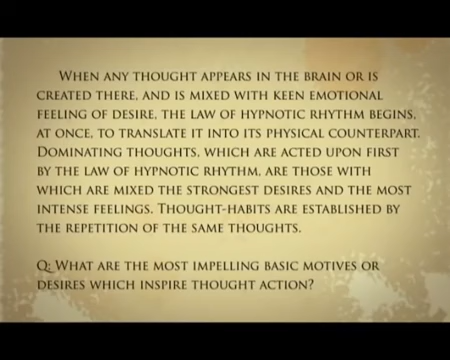 When any thought appears in the brain or is
created there, and is mixed with keen emotional
feeling of desire, the law of hypnotic rhythm begins,
at once, to translate it into its physical counterpart.
Dominating thoughts, which are acted upon first
by the law of hypnotic rhythm, are those with
which are mixed the strongest desires and the most
intense feelings. Thought-habits are established by
the repetition of the same thoughts.
Q: What are the most impelling basic motives or
desires which inspire thought action?